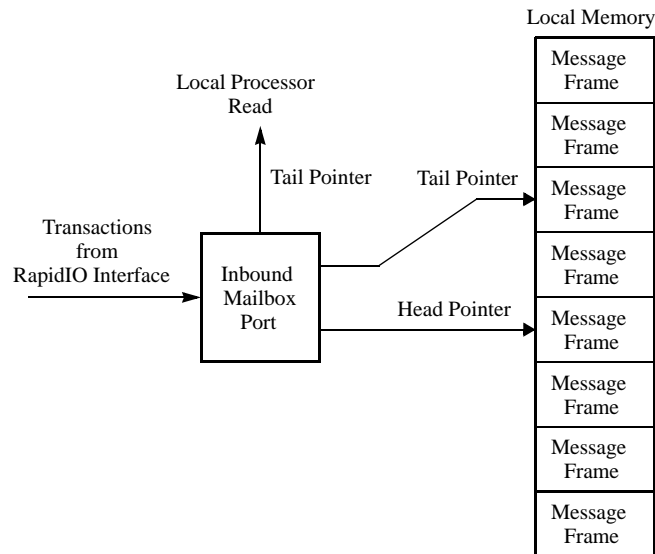 Local Memory
Message
Frame
Message
Frame
Message
Frame
Message
Frame
Message
Frame
Message
Frame
Message
Frame
Message
Frame
Local Processor
Read
Tail Pointer
Tail Pointer
Transactions
from
RapidIO Interface
Inbound
Mailbox
Port
Head Pointer